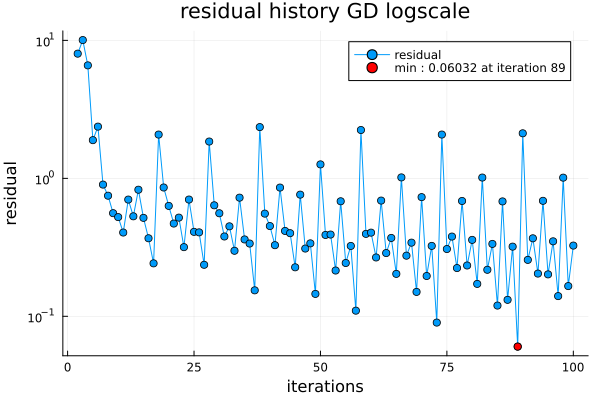 residual history GD logscale
residual
min : 0.06032 at iteration 89
10¹
10⁰
10⁻¹
residual
0
25
50
75
100
iterations